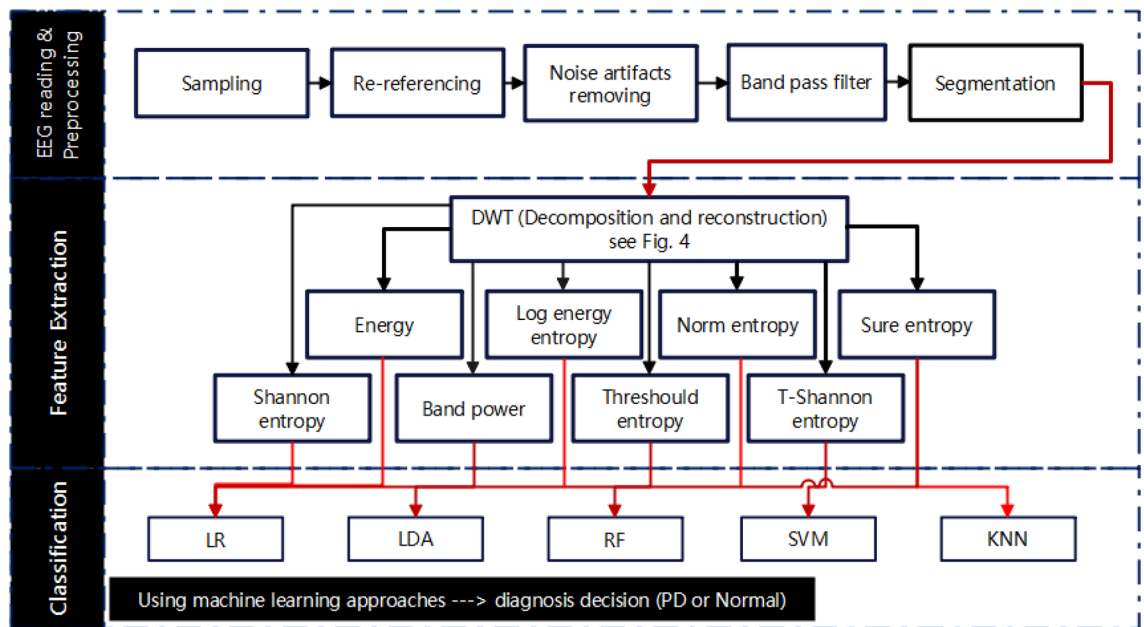 EEG reading &
Preprocessing
Sampling
Re-referencing
Noise artifacts
removing
Band pass filter
Segmentation
Feature Extraction
DWT (Decomposition and reconstruction)
see Fig. 4
Energy
Log energy
entropy
Norm entropy
Sure entropy
Shannon
entropy
Band power
Threshould
entropy
T-Shannon
entropy
Classification
LR
LDA
RF
SVM
KNN
Using machine learning approaches ---> diagnosis decision (PD or Normal)